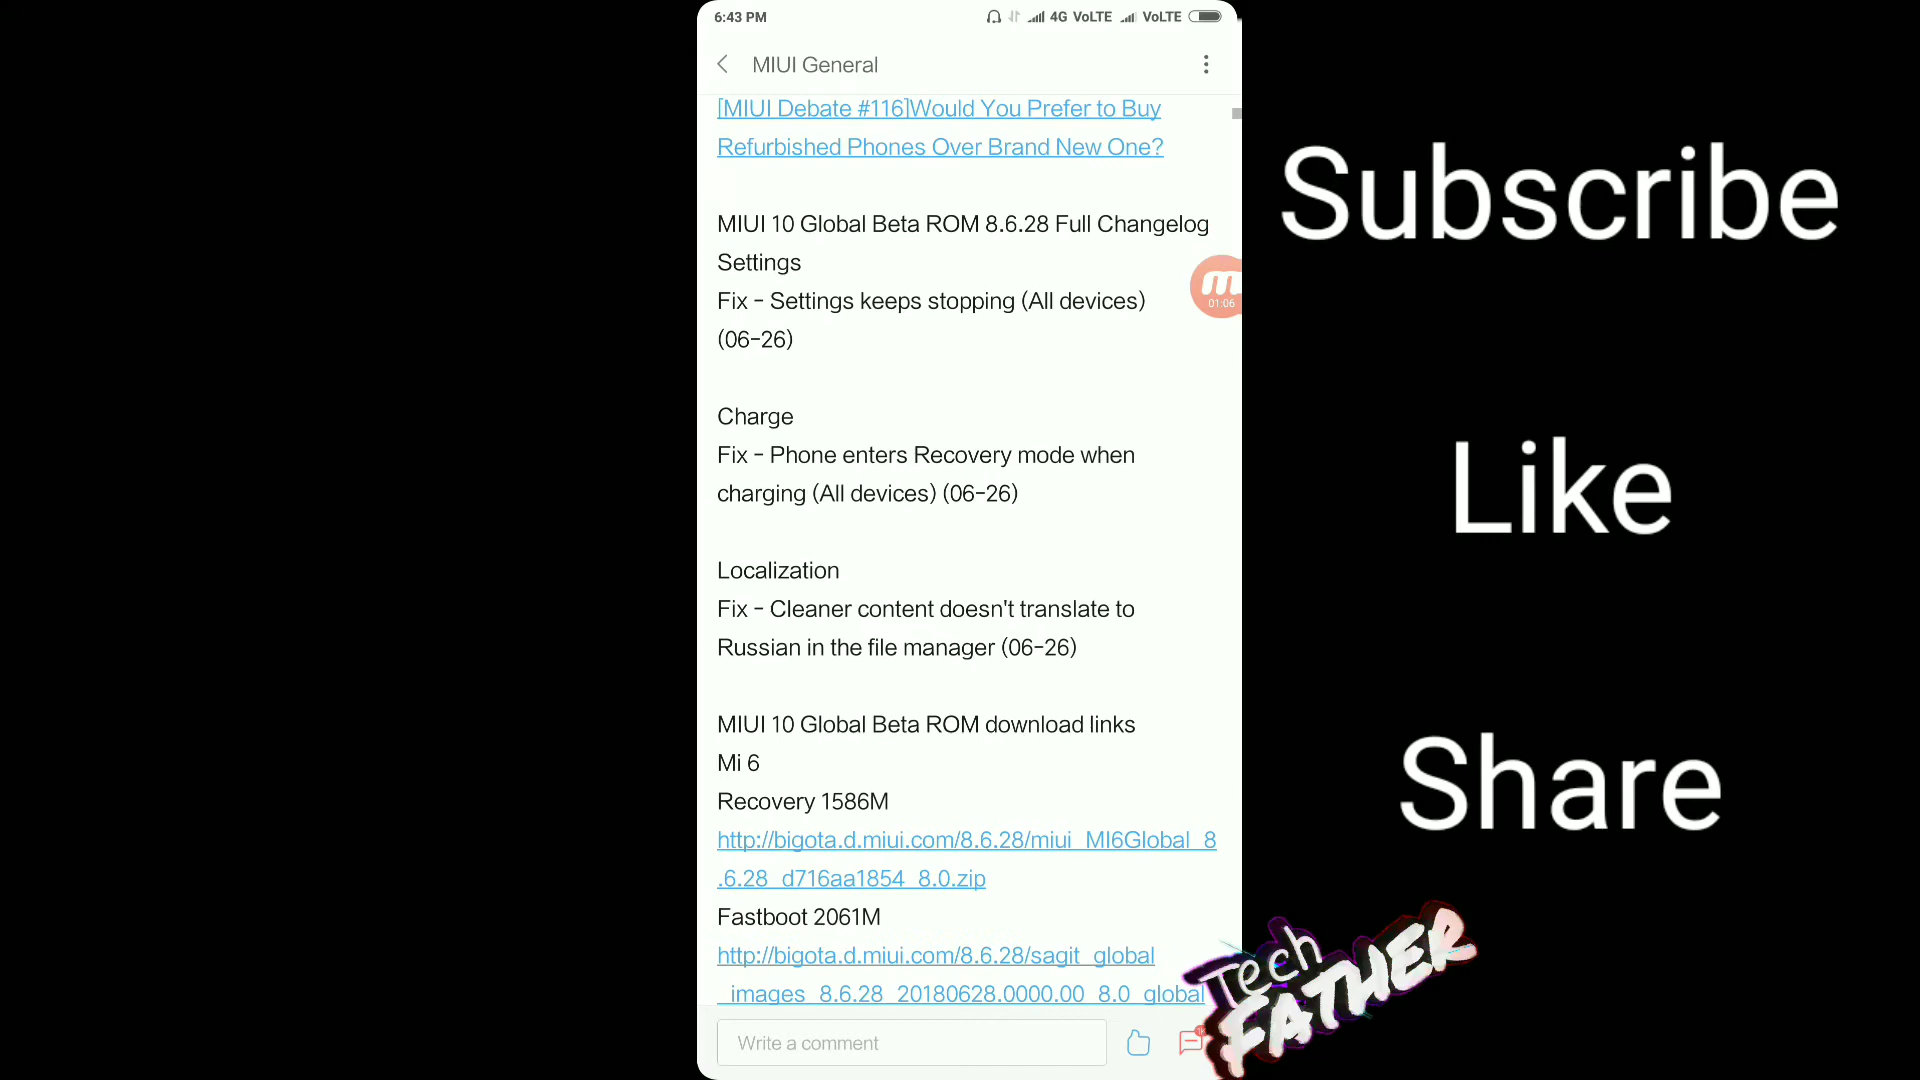 6:43 PM
4G VoLTE
VoLTE
MIUI General
[MIUI Debate #116]Would You Prefer to Buy
Refurbished Phones Over Brand New One?
MIUI 10 Global Beta ROM 8.6.28 Full Changelog
Settings
Fix - Settings keeps stopping (All devices)
(06-26)
01:06
Charge
Fix - Phone enters Recovery mode when
charging (All devices) (06-26)
Localization
Fix - Cleaner content doesn't translate to
Russian in the file manager (06-26)
MIUI 10 Global Beta ROM download links
Mi 6
Recovery 1586M
http://bigota.d.miui.com/8.6.28/miui_MI6Global_8
.6.28_d716aa1854_8.0.zip
Fastboot 2061M
http://bigota.d.miui.com/8.6.28/sagit_global
_images_8.6.28_20180628.0000.00_8.0_global
Write a comment
Subscribe
Like
Share
Tech
FATHER